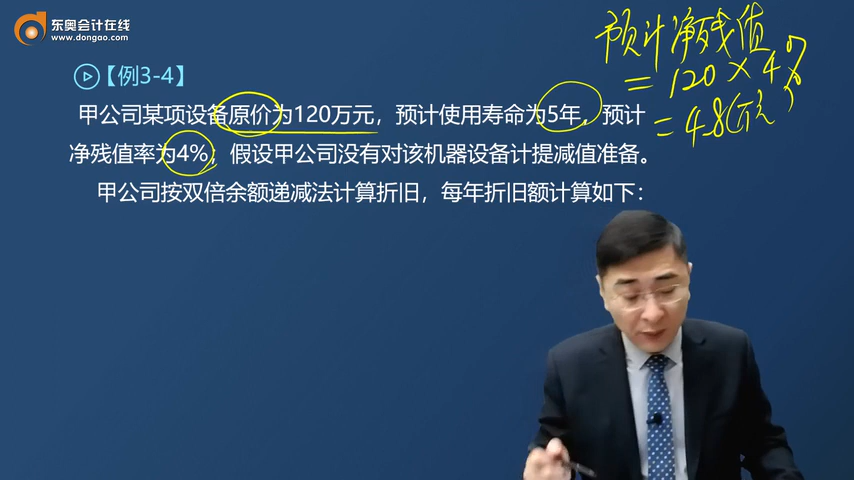 东奥会计在线
www.dongao.com
【例3-4】
甲公司某项设备原价为120万元，预计使用寿命为5年，预计
净残值率为4%，假设甲公司没有对该机器设备计提减值准备。
甲公司按双倍余额递减法计算折旧，每年折旧额计算如下：
预计净残值
=120×4%
=4.8(万元)